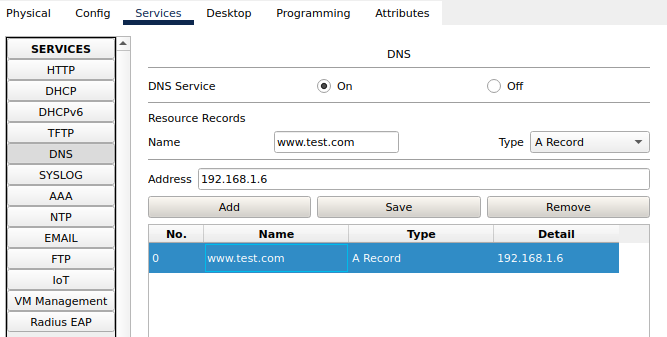 Physical Config Services Desktop Programming Attributes
SERVICES
HTTP
DHCP
DHCPv6
TFTP
DNS
SYSLOG
AAA
NTP
EMAIL
FTP
IoT
VM Management
Radius EAP
DNS
DNS Service On Off
Resource Records
Name www.test.com Type A Record
Address 192.168.1.6
Add Save Remove
No. Name Type Detail
0 www.test.com A Record 192.168.1.6